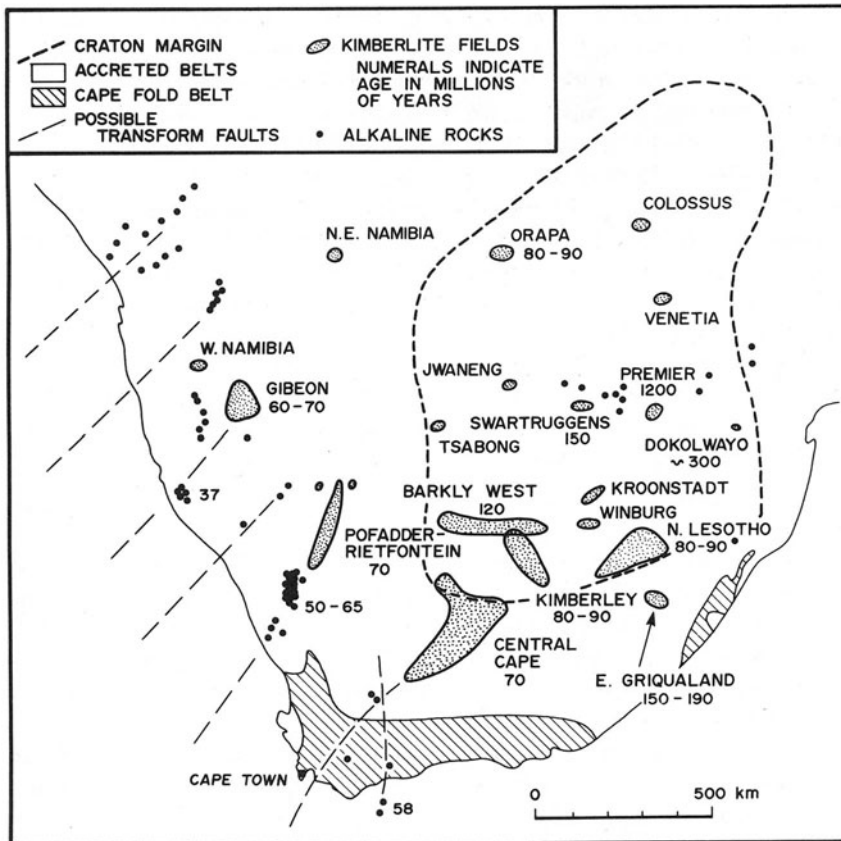 CRATON MARGIN
ACCRETED BELTS
CAPE FOLD BELT
POSSIBLE
TRANSFORM FAULTS
KIMBERLITE FIELDS
NUMERALS INDICATE
AGE IN MILLIONS
OF YEARS
ALKALINE ROCKS
COLOSSUS
N.E. NAMIBIA
ORAPA
80-90
VENETIA
W. NAMIBIA
GIBEON
60-70
JWANENG
PREMIER
1200
SWARTRUGGENS
150
TSABONG
DOKOLWAYO
~300
37
BARKLY WEST
120
KROONSTADT
WINBURG
N. LESOTHO
80-90
POFADDER-
RIETFONTEIN
70
50-65
KIMBERLEY
80-90
CENTRAL
CAPE
70
E. GRIQUALAND
150-190
CAPE TOWN
58
0 500 km